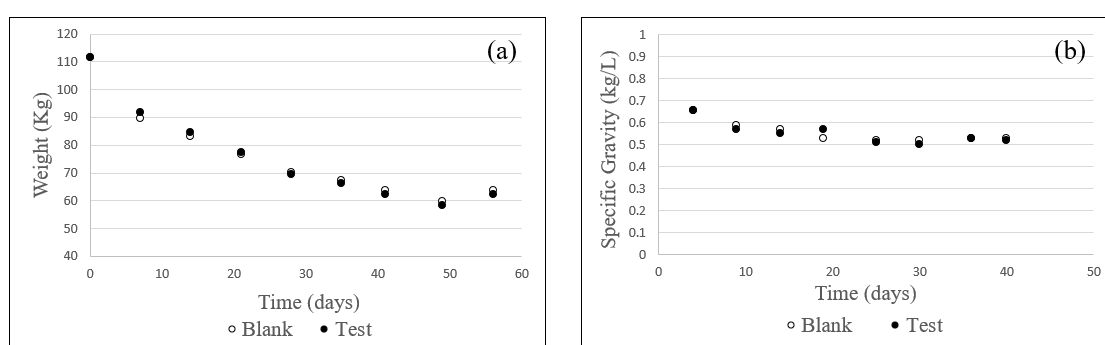 (a)
120
110
100
90
80
70
60
50
40
Weight (Kg)
0 10 20 30 40 50 60
Time (days)
Blank Test
(b)
1
0.9
0.8
0.7
0.6
0.5
0.4
0.3
0.2
0.1
0
Specific Gravity (kg/L)
0 10 20 30 40 50
Time (days)
Blank Test